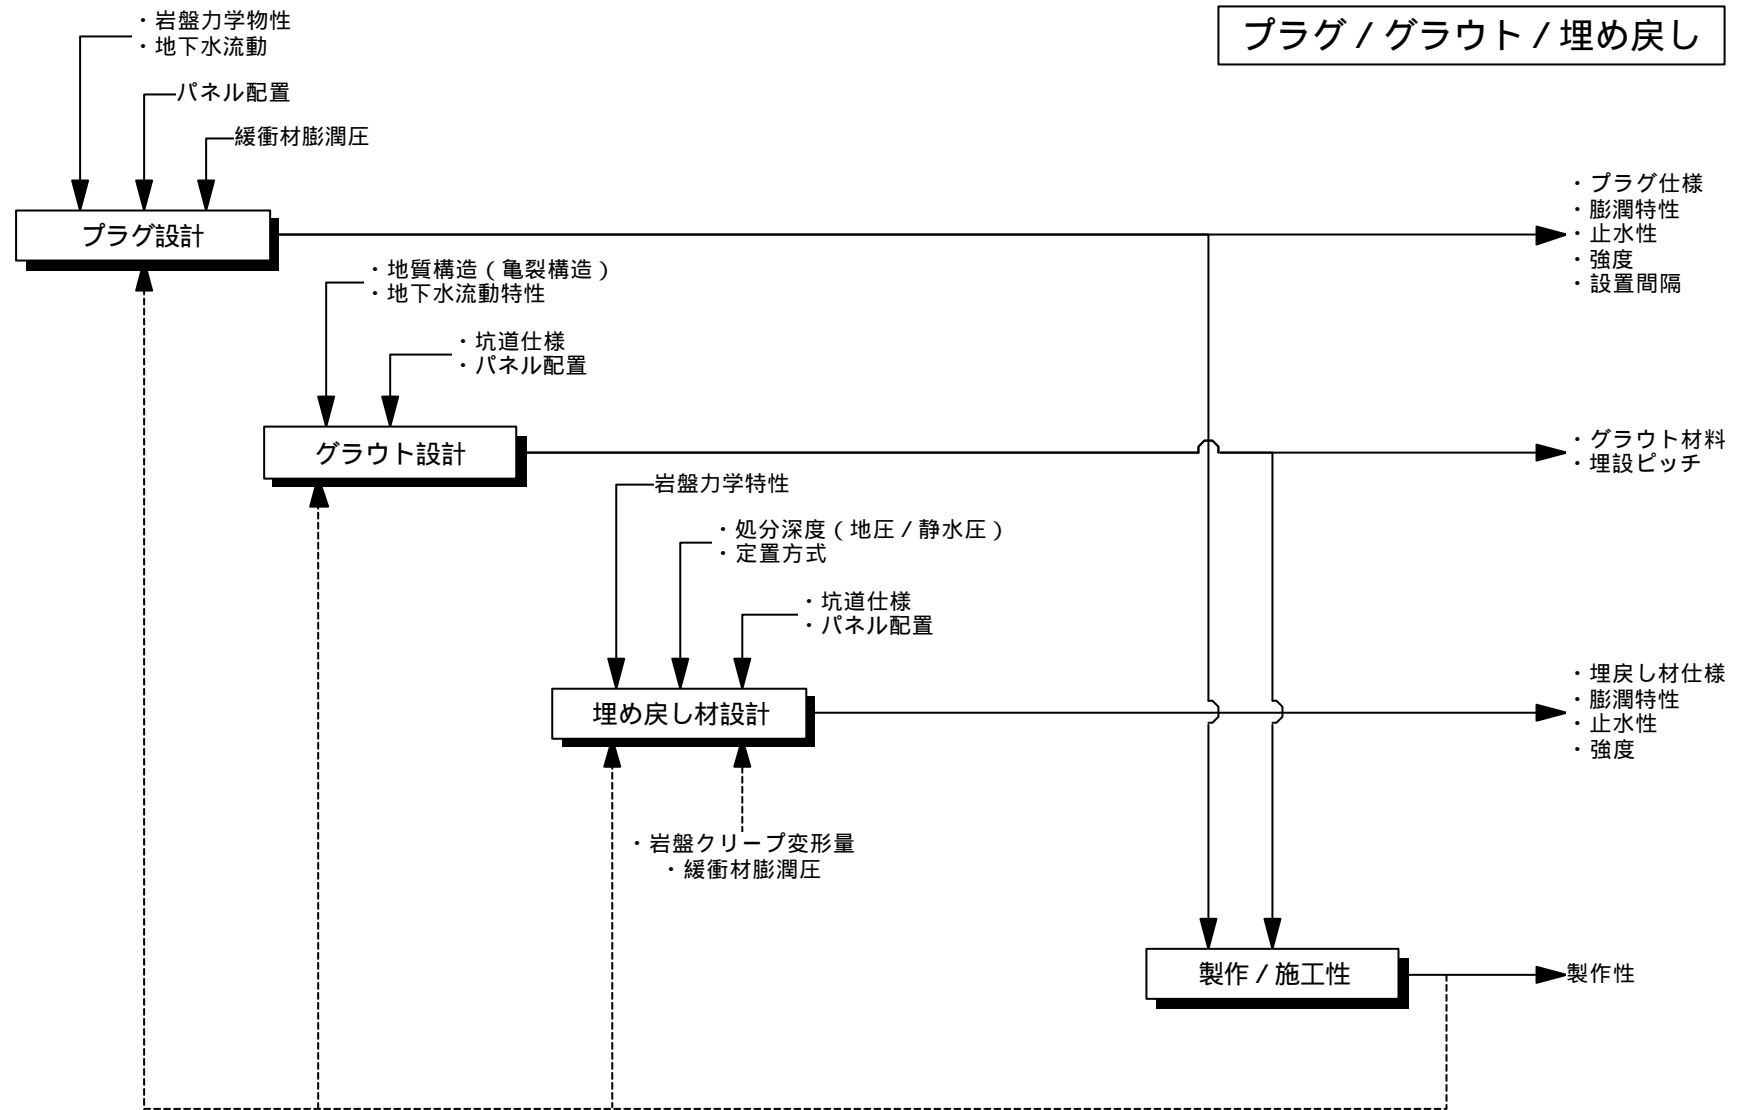 プラグ / グラウト / 埋め戻し
・岩盤力学物性
・地下水流動
パネル配置
緩衝材膨潤圧
プラグ設計
・プラグ仕様
・膨潤特性
・止水性
・強度
・設置間隔
・地質構造 ( 亀裂構造 )
・地下水流動特性
・坑道仕様
・パネル配置
グラウト設計
・グラウト材料
・埋設ピッチ
岩盤力学特性
・処分深度 ( 地圧 / 静水圧 )
・定置方式
・坑道仕様
・パネル配置
埋め戻し材設計
・埋戻し材仕様
・膨潤特性
・止水性
・強度
・岩盤クリープ変形量
・緩衝材膨潤圧
製作 / 施工性
製作性